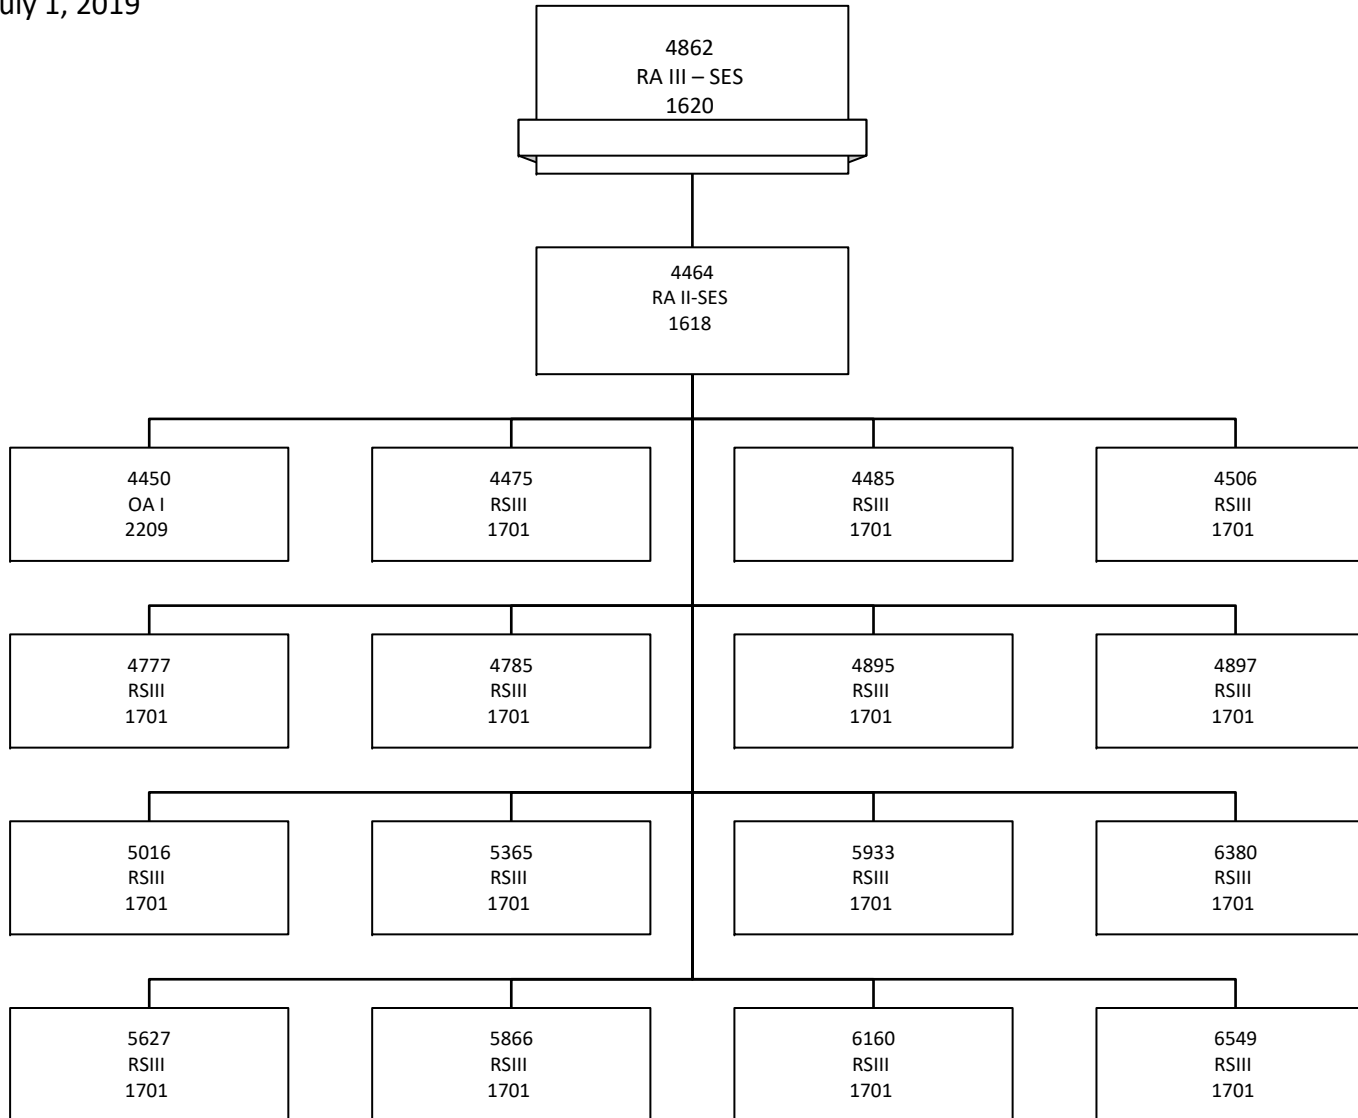 uly 1, 2019
4862
RA III – SES
1620
4464
RA II-SES
1618
4450
OA I
2209
4475
RSIII
1701
4485
RSIII
1701
4506
RSIII
1701
4777
RSIII
1701
4785
RSIII
1701
4895
RSIII
1701
4897
RSIII
1701
5016
RSIII
1701
5365
RSIII
1701
5933
RSIII
1701
6380
RSIII
1701
5627
RSIII
1701
5866
RSIII
1701
6160
RSIII
1701
6549
RSIII
1701